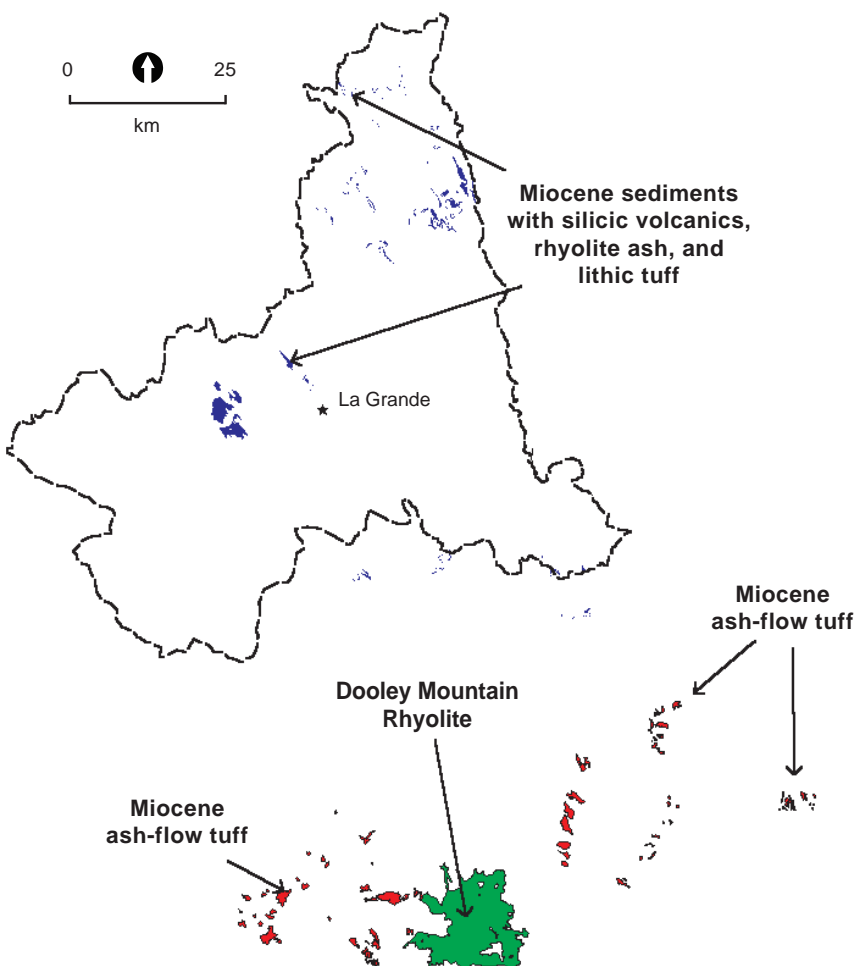 0 25
km
Miocene sediments
with silicic volcanics,
rhyolite ash, and
lithic tuff
La Grande
Miocene
ash-flow tuff
Dooley Mountain
Rhyolite
Miocene
ash-flow tuff